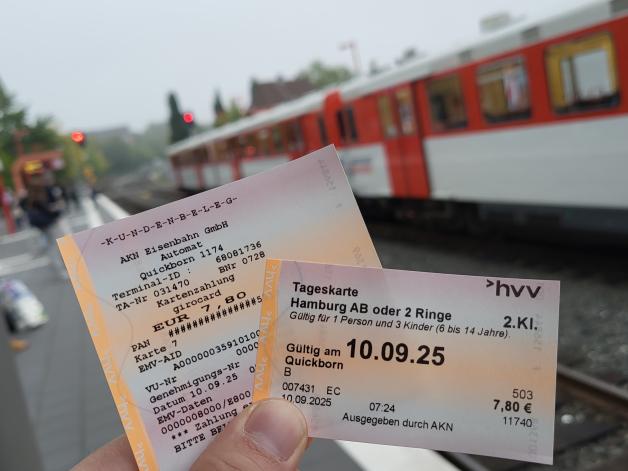 -K-U-N-D-E-N-B-E-L-E-G-
AKN Eisenbahn GmbH
Automat
Quickborn 1174
Terminal-ID : 68081736
TA-Nr 031470 BNr 0728
Kartenzahlung
girocard
EUR 7,80
PAN
Karte 7
EMV-AID
A0000003591010
VU-Nr
Genehmigungs-Nr
Datum 10.09.25
EMV-Daten
0000008000/E800
*** Zahlung
BITTE
>hvv
Tageskarte
Hamburg AB oder 2 Ringe 2.Kl.
Gültig für 1 Person und 3 Kinder (6 bis 14 Jahre).
Gültig am 10.09.25
Quickborn
B
007431 EC 503
10.09.2025 07:24 7,80 €
Ausgegeben durch AKN 11740